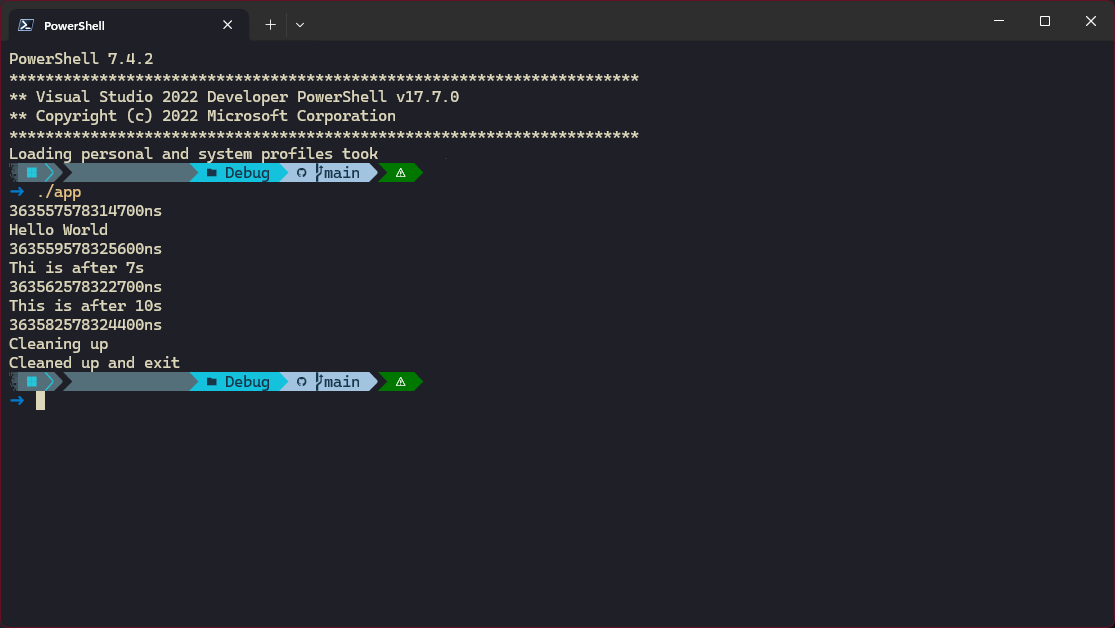 PowerShell
PowerShell 7.4.2
**********************************************************************
** Visual Studio 2022 Developer PowerShell v17.7.0
** Copyright (c) 2022 Microsoft Corporation
**********************************************************************
Loading personal and system profiles took
Debug main
➜ ./app
363557578314700ns
Hello World
363559578325600ns
Thi is after 7s
363562578322700ns
This is after 10s
363582578324400ns
Cleaning up
Cleaned up and exit
Debug main
➜